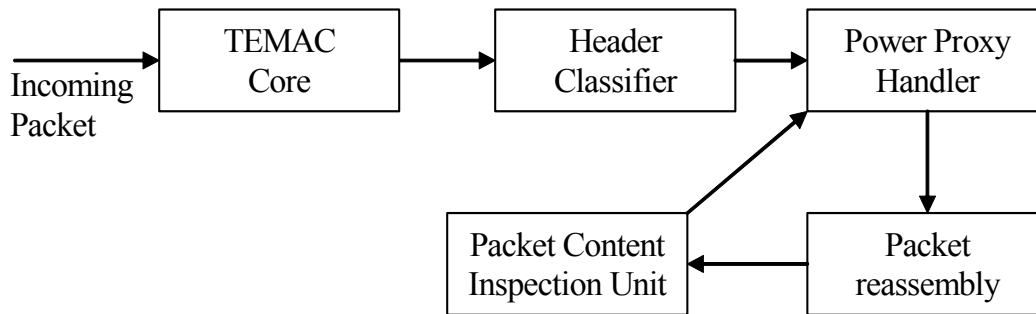 Incoming
Packet
TEMAC
Core
Header
Classifier
Power Proxy
Handler
Packet Content
Inspection Unit
Packet
reassembly